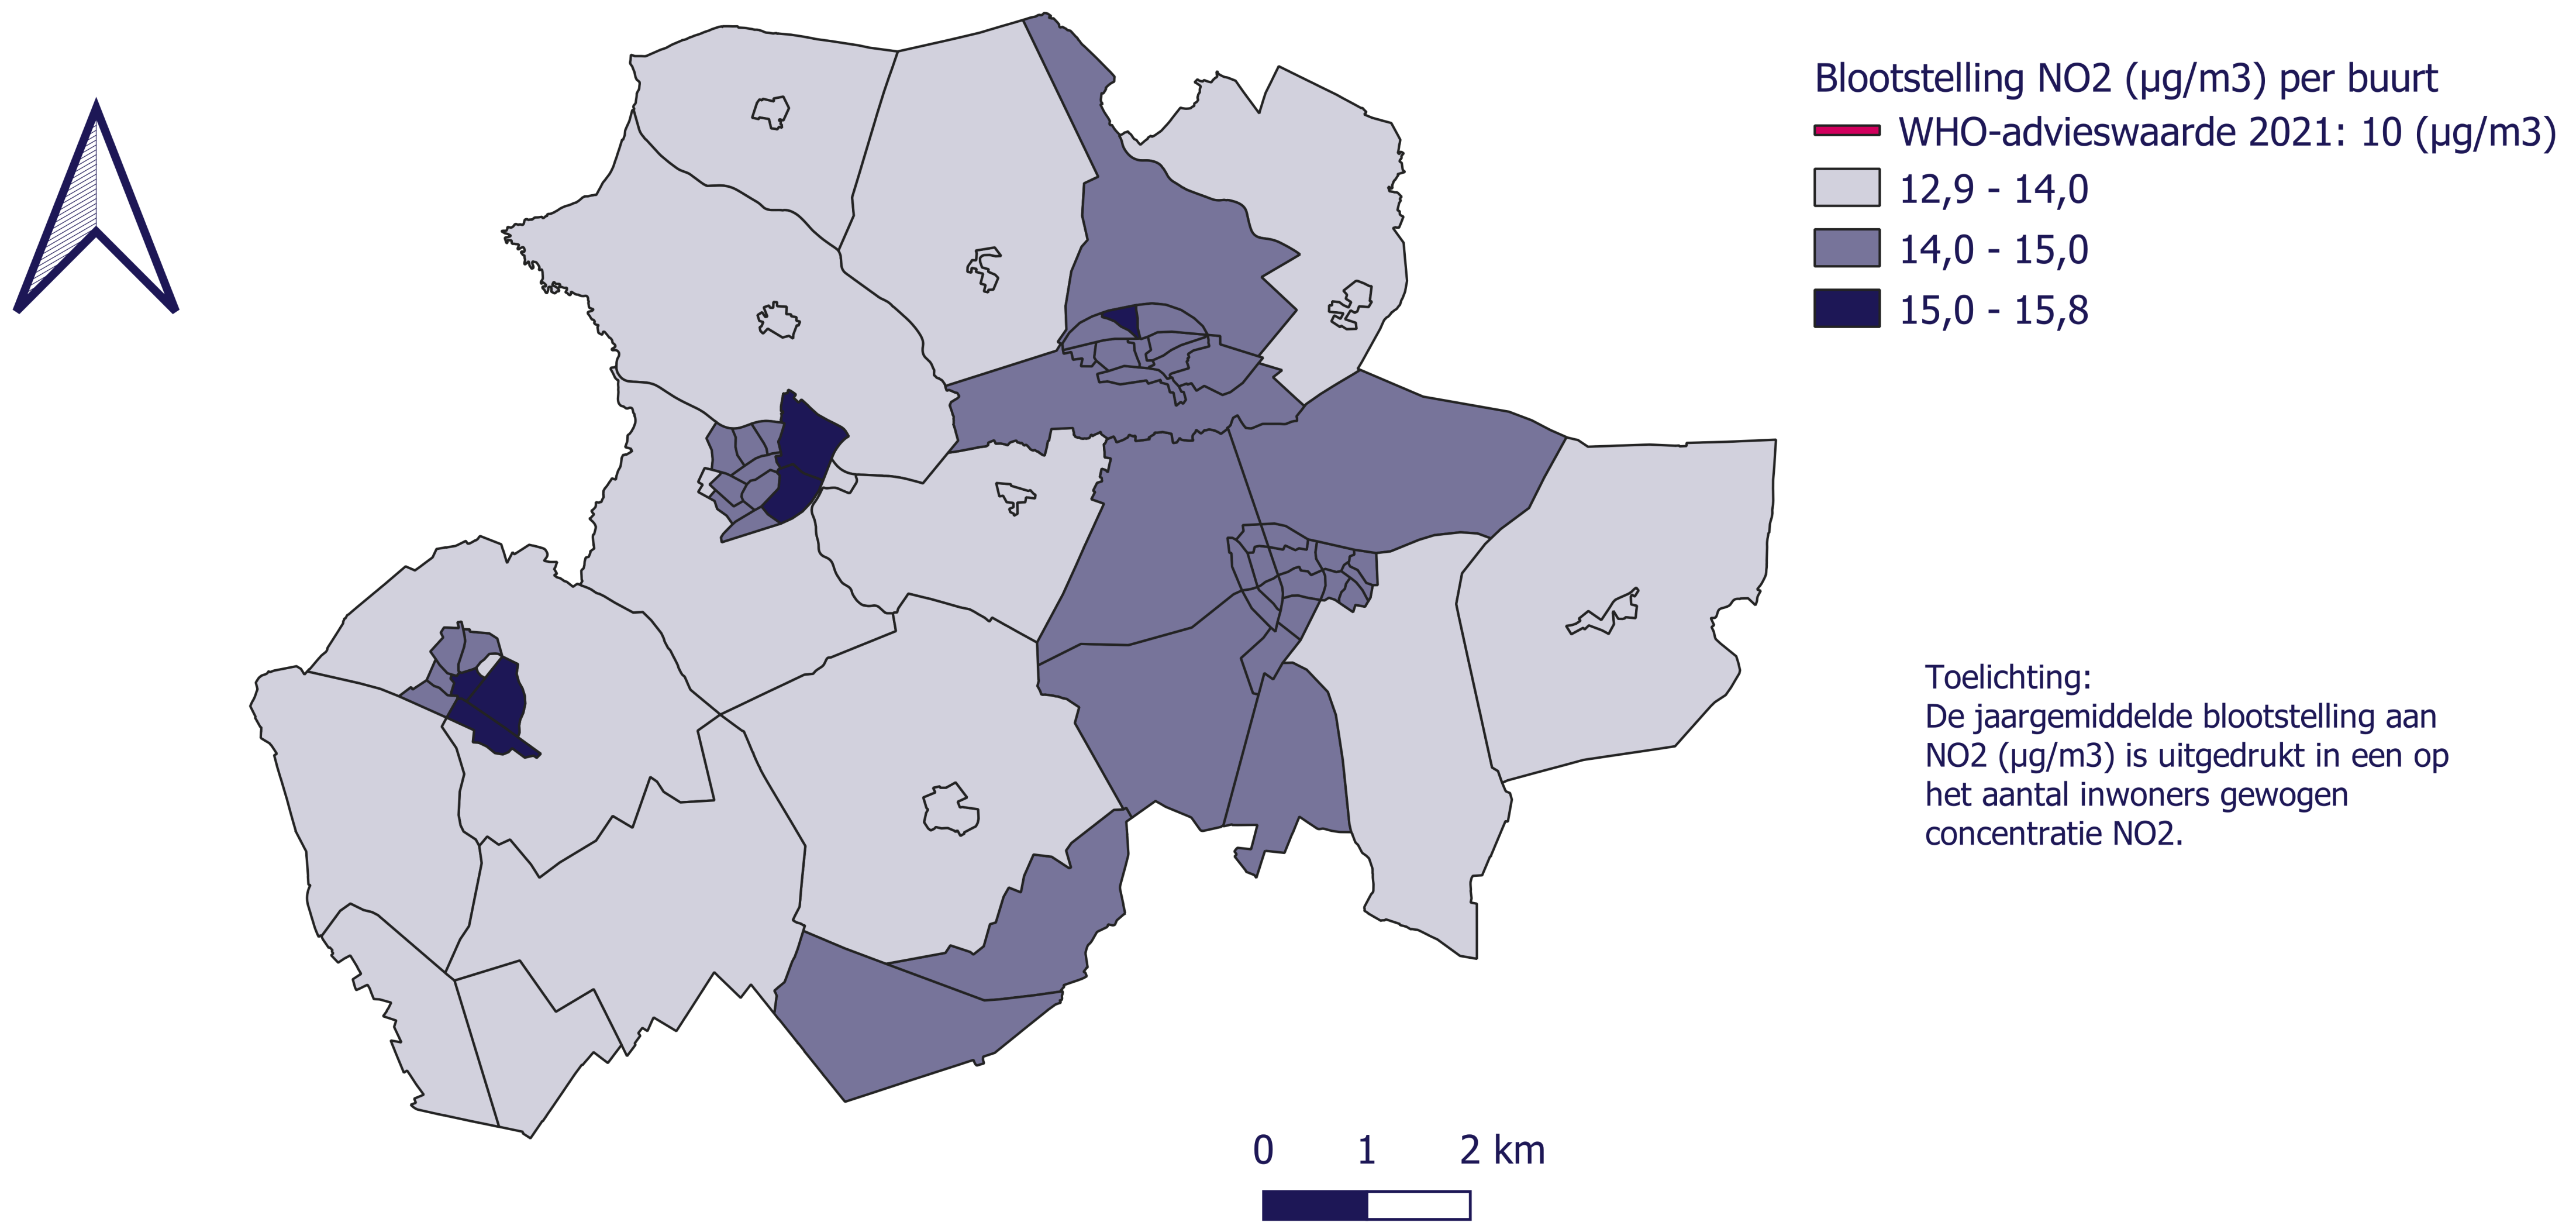 Blootstelling NO2 (µg/m3) per buurt
WHO-advieswaarde 2021: 10 (µg/m3)
12,9 - 14,0
14,0 - 15,0
15,0 - 15,8
Toelichting:
De jaargemiddelde blootstelling aan
NO2 (µg/m3) is uitgedrukt in een op
het aantal inwoners gewogen
concentratie NO2.
0 1 2 km